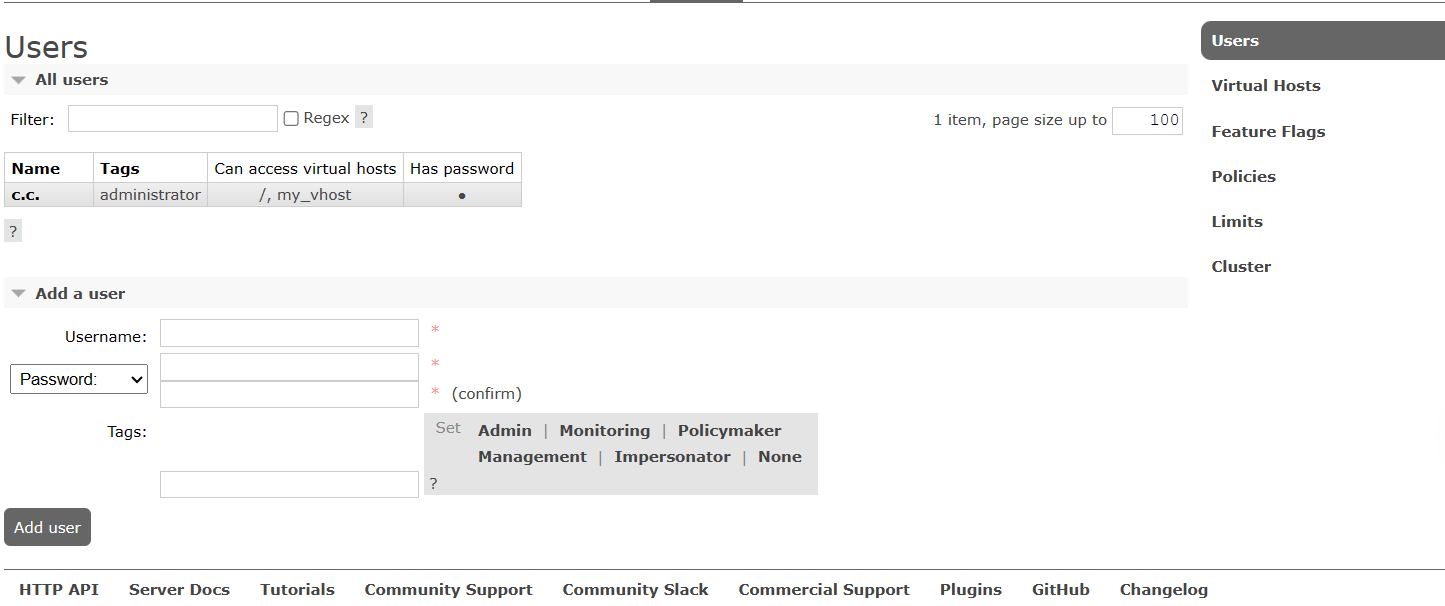 Users
All users
Filter: Regex ? 1 item, page size up to 100
Name Tags Can access virtual hosts Has password
c.c. administrator /, my_vhost ●
?
Add a user
Username: *
Password: *
* (confirm)
Tags: Set Admin | Monitoring | Policymaker
Management | Impersonator | None
?
Add user
Users
Virtual Hosts
Feature Flags
Policies
Limits
Cluster
HTTP API Server Docs Tutorials Community Support Community Slack Commercial Support Plugins GitHub Changelog